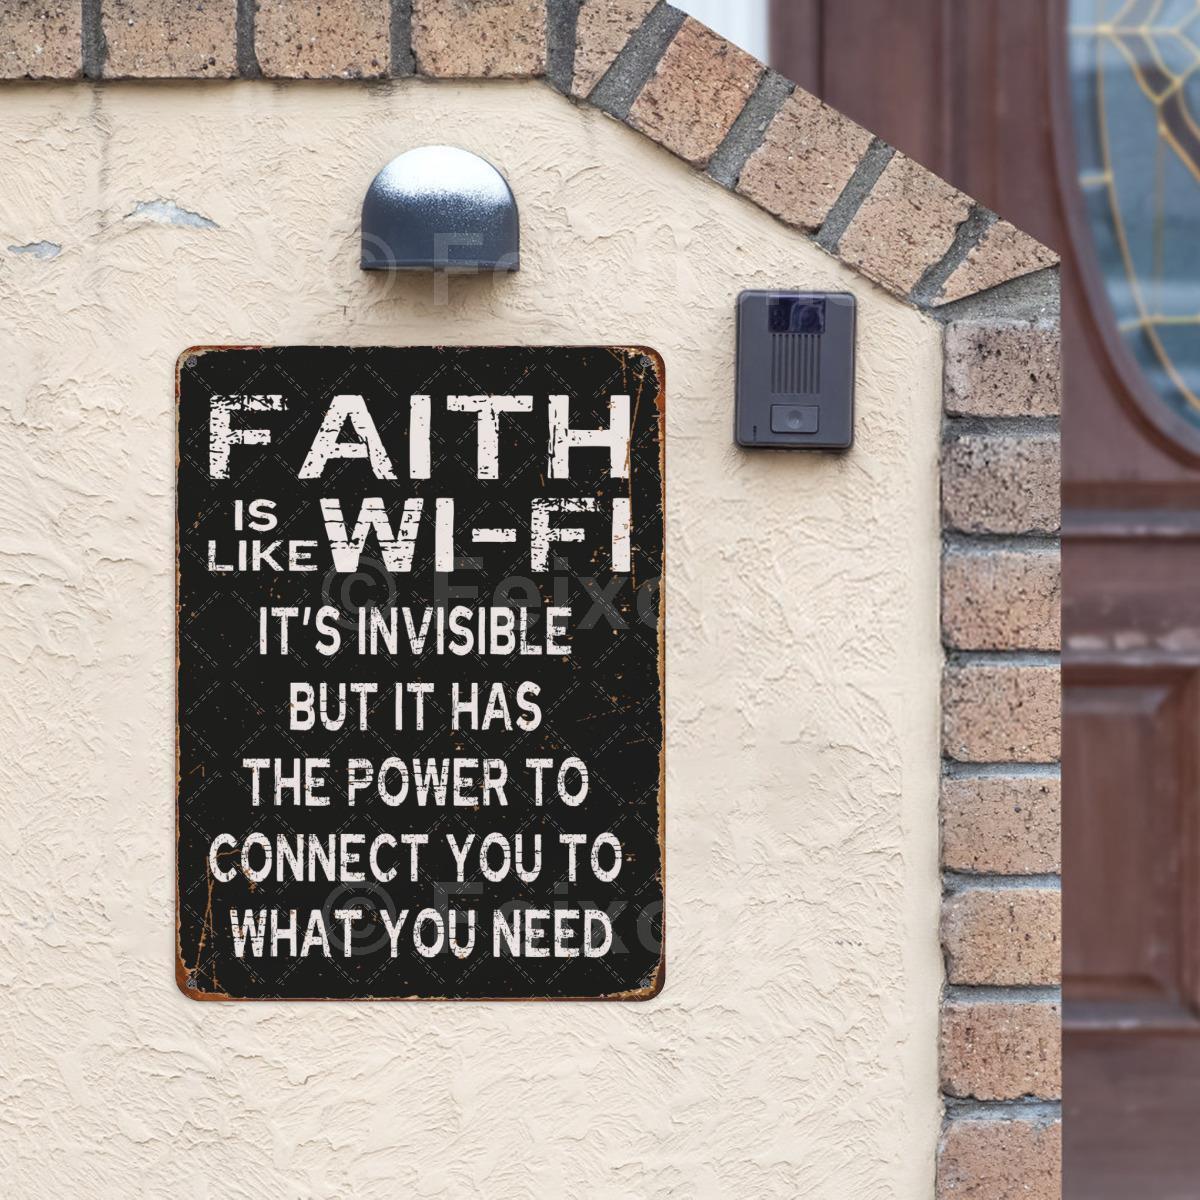 FAITH
IS
LIKE WI-FI
IT'S INVISIBLE
BUT IT HAS
THE POWER TO
CONNECT YOU TO
WHAT YOU NEED